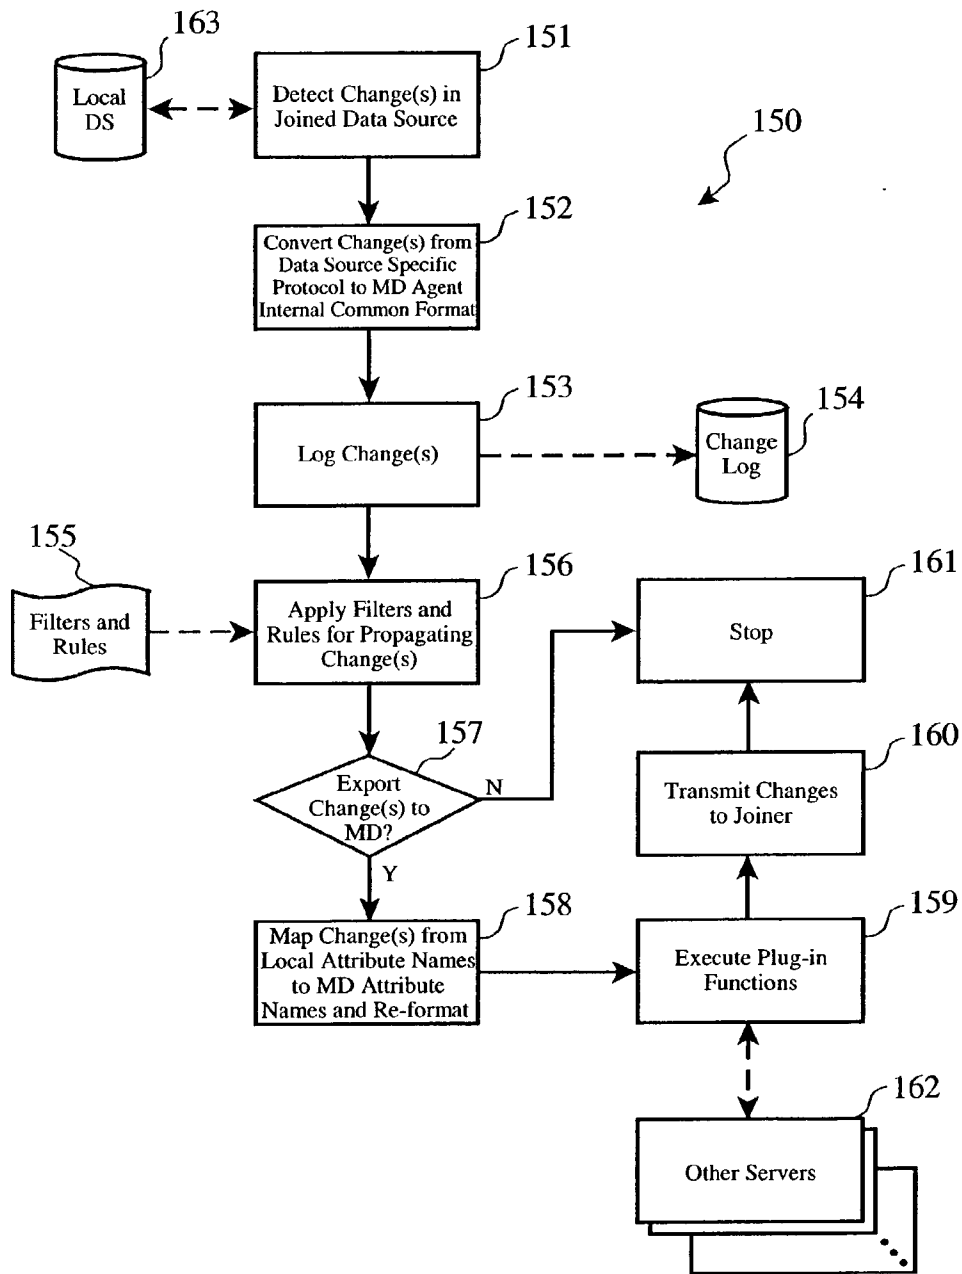 163
151
Local
DS
Detect Change(s) in
Joined Data Source
150
152
Convert Change(s) from
Data Source Specific
Protocol to MD Agent
Internal Common Format
153
154
Log Change(s)
Change
Log
155
156
161
Filters and
Rules
Apply Filters and
Rules for Propagating
Change(s)
Stop
157
160
Export
Change(s) to
MD?
N
Y
Transmit Changes
to Joiner
158
159
Map Change(s) from
Local Attribute Names
to MD Attribute
Names and Re-format
Execute Plug-in
Functions
162
Other Servers